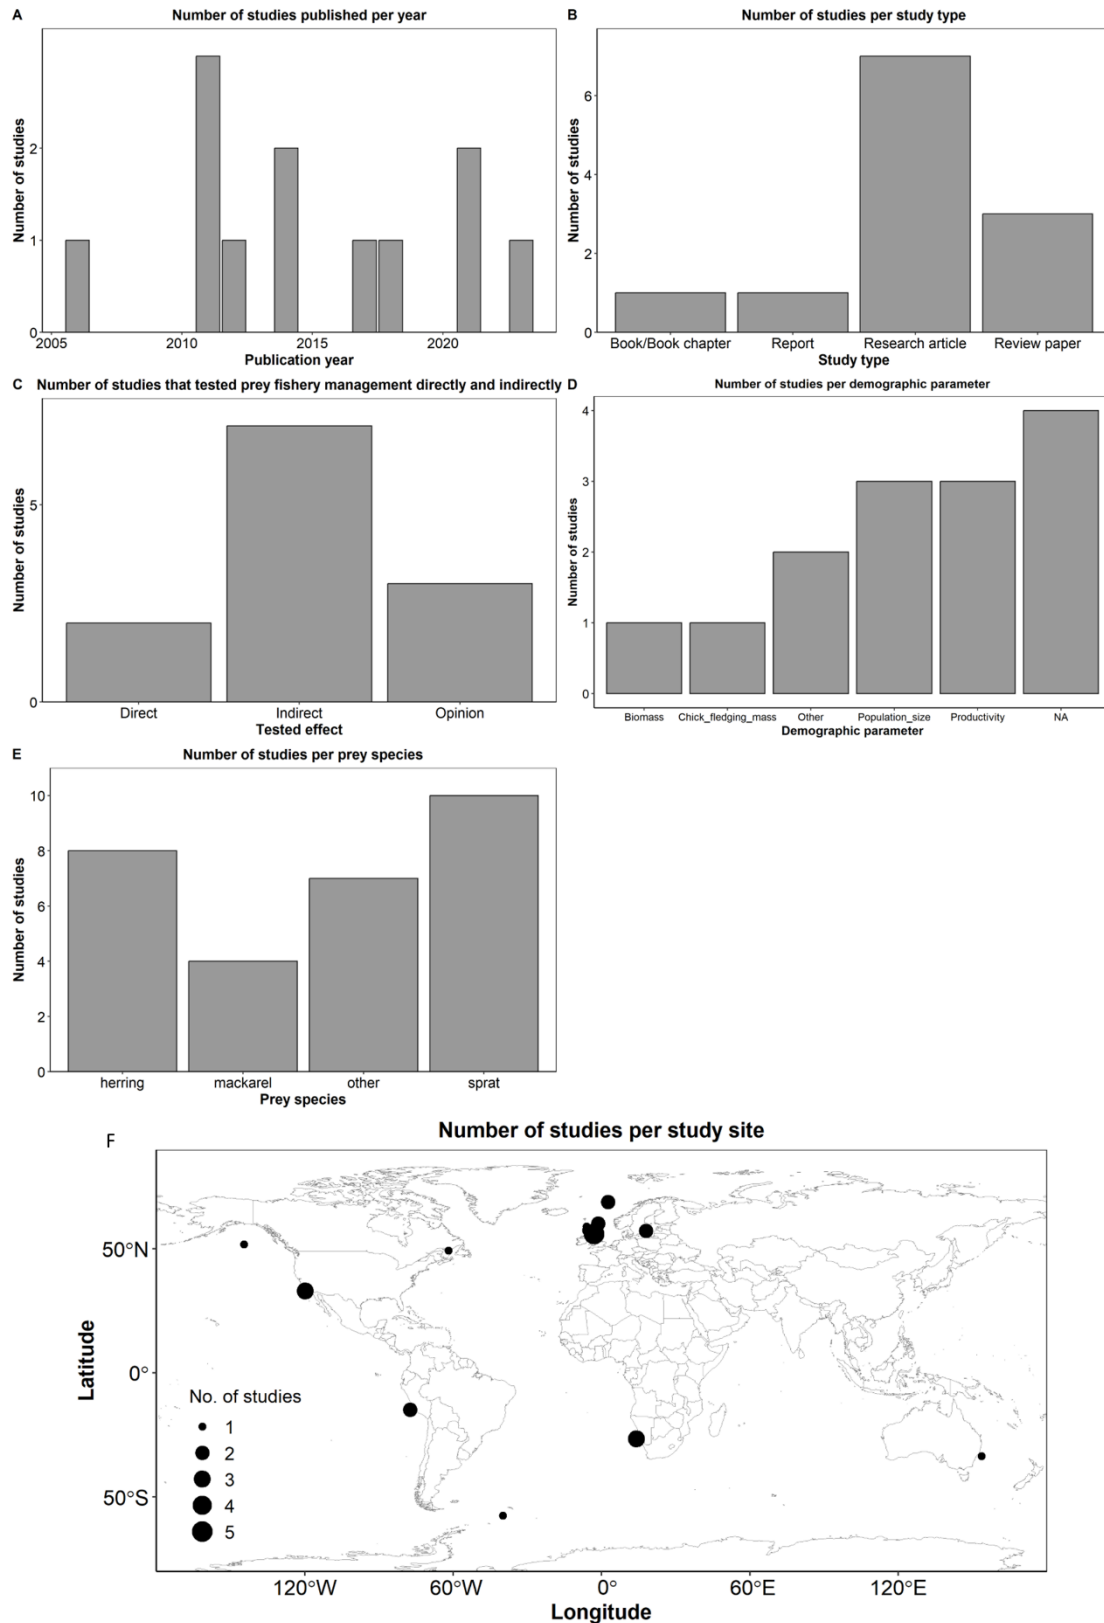 A
Number of studies published per year
Number of studies
2
1
0
2005 2010 2015 2020
Publication year
B
Number of studies per study type
Number of studies
6
4
2
0
Book/Book chapter Report Research article Review paper
Study type
C Number of studies that tested prey fishery management directly and indirectly
Number of studies
5
0
Direct Indirect Opinion
Tested effect
D
Number of studies per demographic parameter
Number of studies
4
3
2
1
0
Biomass Chick_fledging_mass Other Population_size Productivity NA
Demographic parameter
E
Number of studies per prey species
Number of studies
10
8
6
4
2
0
herring mackarel other sprat
Prey species
F
Number of studies per study site
Latitude
50°N
0°
50°S
No. of studies
1
2
3
4
5
120°W 60°W 0° 60°E 120°E
Longitude